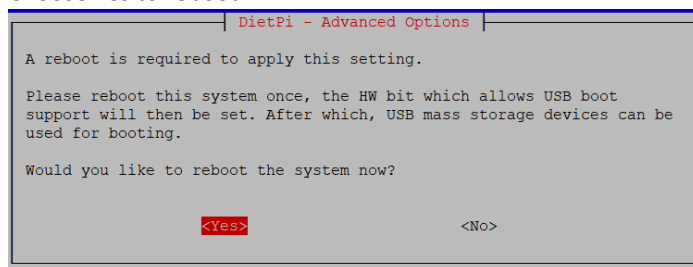 DietPi - Advanced Options
A reboot is required to apply this setting.
Please reboot this system once, the HW bit which allows USB boot
support will then be set. After which, USB mass storage devices can be
used for booting.
Would you like to reboot the system now?
<Yes> <No>